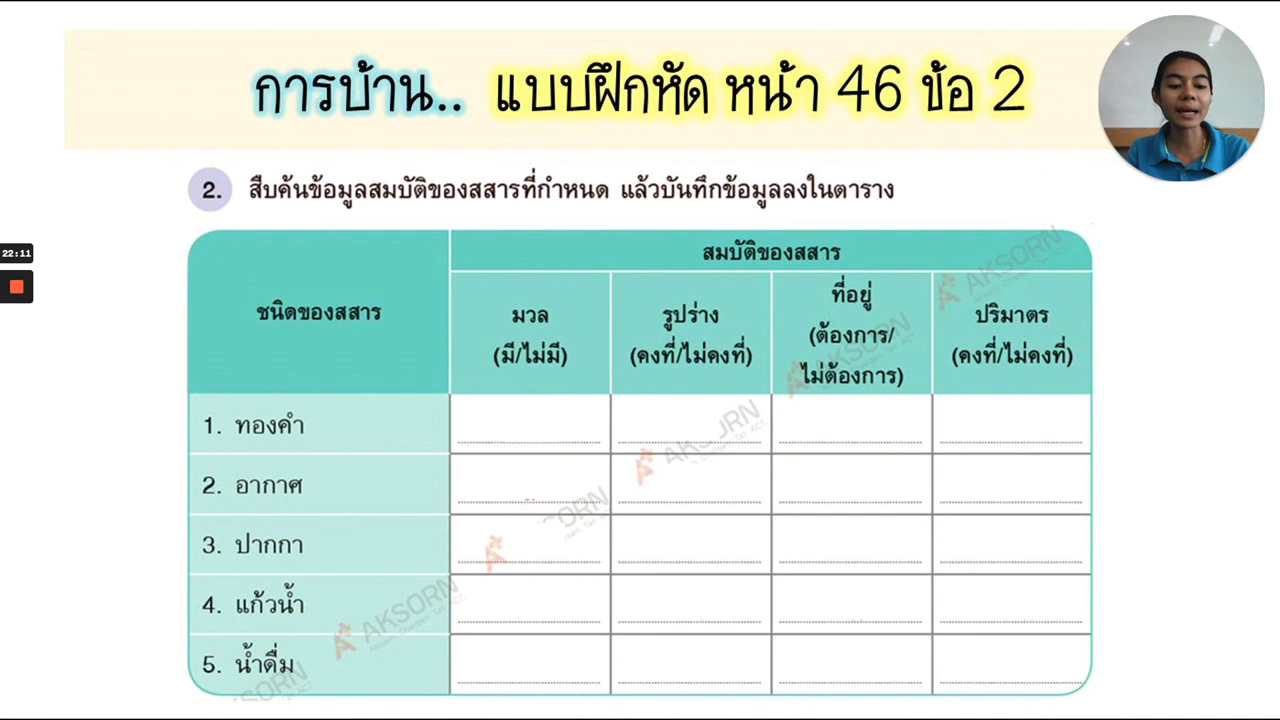 การบ้าน.. แบบฝึกหัด หน้า 46 ข้อ 2
2. สืบค้นข้อมูลสมบัติของสสารที่กำหนด แล้วบันทึกข้อมูลลงในตาราง
22:11
ชนิดของสสาร
สมบัติของสสาร
มวล
(มี/ไม่มี)
รูปร่าง
(คงที่/ไม่คงที่)
ที่อยู่
(ต้องการ/
ไม่ต้องการ)
ปริมาตร
(คงที่/ไม่คงที่)
1. ทองคำ
2. อากาศ
3. ปากกา
4. แก้วน้ำ
5. น้ำดื่ม
AKSORN
AKSORN
AKSORN
AKSORN